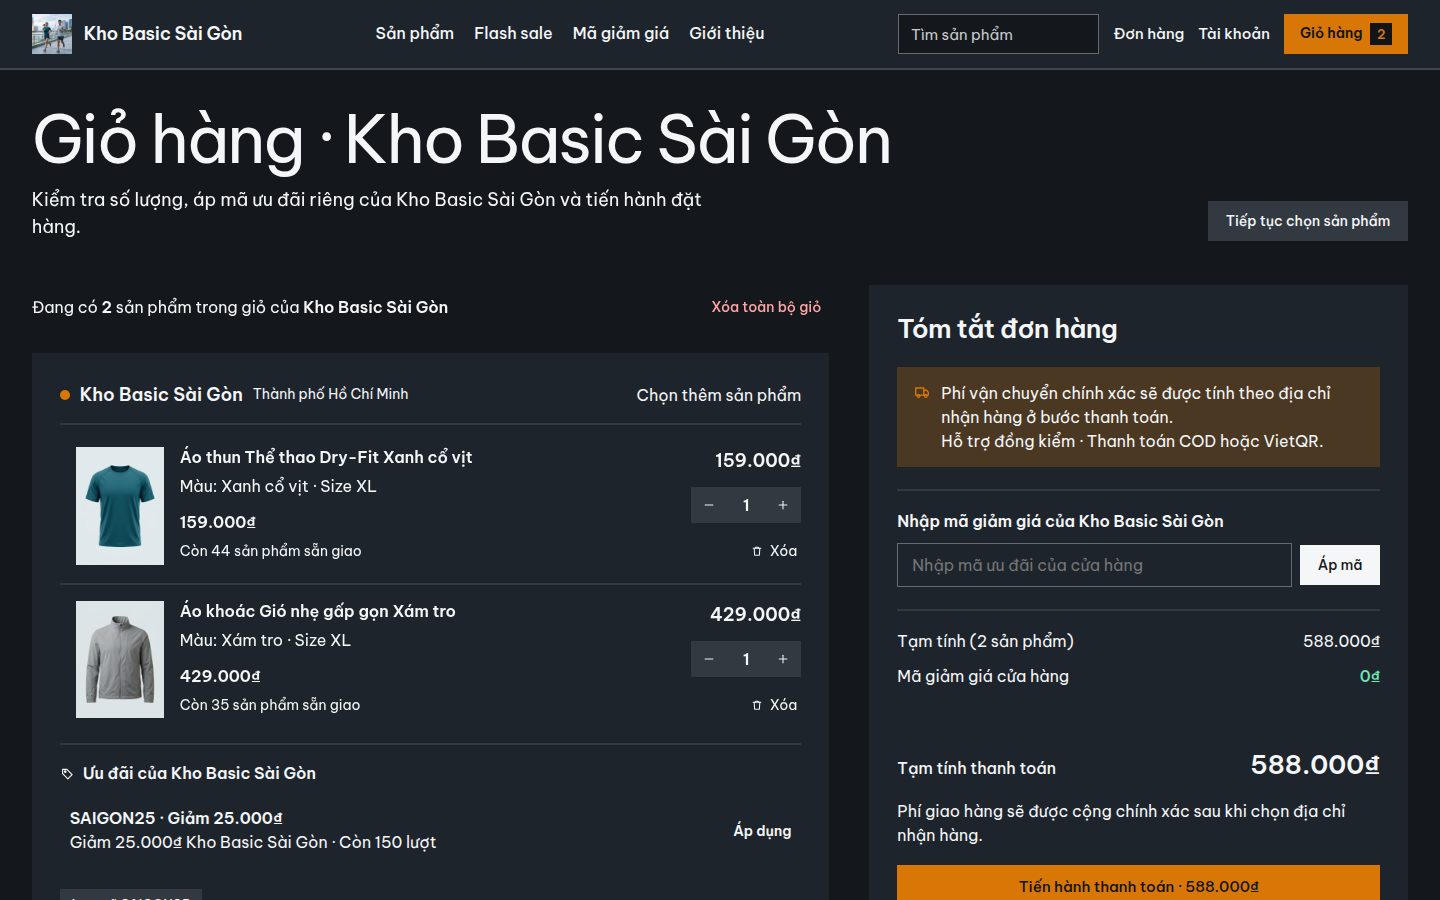 Kho Basic Sài Gòn
Sản phẩm
Flash sale
Mã giảm giá
Giới thiệu
Tìm sản phẩm
Đơn hàng
Tài khoản
Giỏ hàng 2
Giỏ hàng · Kho Basic Sài Gòn
Kiểm tra số lượng, áp mã ưu đãi riêng của Kho Basic Sài Gòn và tiến hành đặt
hàng.
Tiếp tục chọn sản phẩm
Đang có 2 sản phẩm trong giỏ của Kho Basic Sài Gòn
Xóa toàn bộ giỏ
Kho Basic Sài Gòn Thành phố Hồ Chí Minh
Chọn thêm sản phẩm
Áo thun Thể thao Dry-Fit Xanh cổ vịt
Màu: Xanh cổ vịt · Size XL
159.000₫
Còn 44 sản phẩm sẵn giao
159.000₫
− 1 +
Xóa
Áo khoác Gió nhẹ gấp gọn Xám tro
Màu: Xám tro · Size XL
429.000₫
Còn 35 sản phẩm sẵn giao
429.000₫
− 1 +
Xóa
Ưu đãi của Kho Basic Sài Gòn
SAIGON25 · Giảm 25.000₫
Giảm 25.000₫ Kho Basic Sài Gòn · Còn 150 lượt
Áp dụng
Tóm tắt đơn hàng
Phí vận chuyển chính xác sẽ được tính theo địa chỉ
nhận hàng ở bước thanh toán.
Hỗ trợ đồng kiểm · Thanh toán COD hoặc VietQR.
Nhập mã giảm giá của Kho Basic Sài Gòn
Nhập mã ưu đãi của cửa hàng
Áp mã
Tạm tính (2 sản phẩm)
588.000₫
Mã giảm giá cửa hàng
0₫
Tạm tính thanh toán
588.000₫
Phí giao hàng sẽ được cộng chính xác sau khi chọn địa chỉ
nhận hàng.
Tiến hành thanh toán · 588.000₫